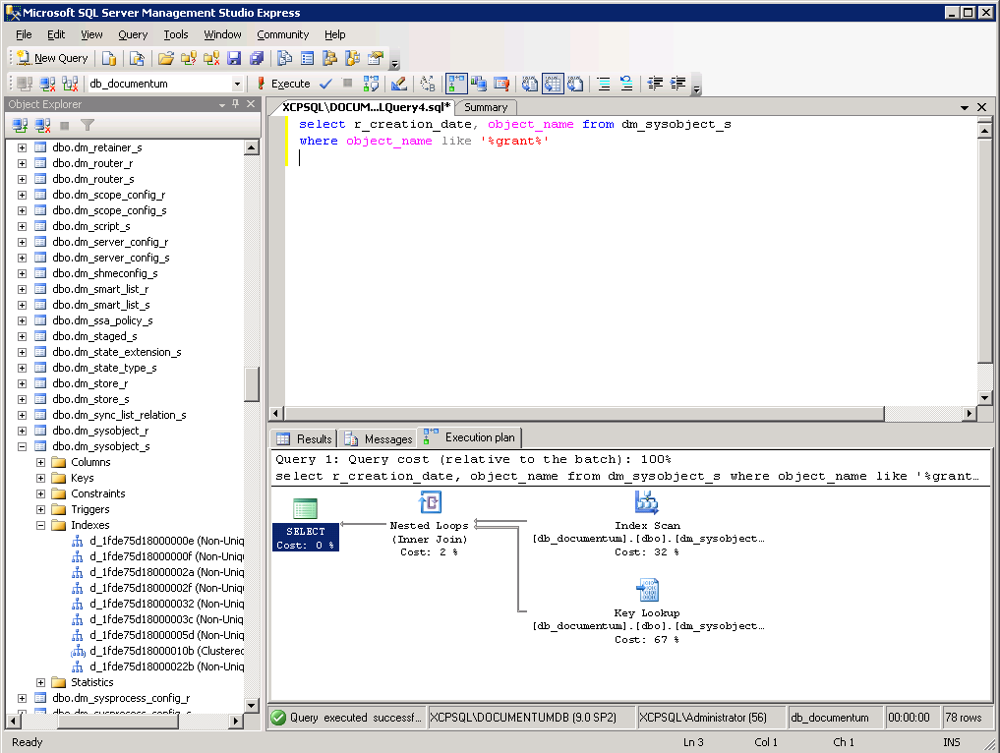 Microsoft SQL Server Management Studio Express
File Edit View Query Tools Window Community Help
New Query
db_documentum Execute
Object Explorer
dbo.dm_retainer_s
dbo.dm_router_r
dbo.dm_router_s
dbo.dm_scope_config_r
dbo.dm_scope_config_s
dbo.dm_script_s
dbo.dm_server_config_r
dbo.dm_server_config_s
dbo.dm_shmeconfig_s
dbo.dm_smart_list_r
dbo.dm_smart_list_s
dbo.dm_ssa_policy_s
dbo.dm_staged_s
dbo.dm_state_extension_s
dbo.dm_state_type_s
dbo.dm_store_r
dbo.dm_store_s
dbo.dm_sync_list_relation_s
dbo.dm_sysobject_r
dbo.dm_sysobject_s
Columns
Keys
Constraints
Triggers
Indexes
d_1fde75d18000000e (Non-Uniq
d_1fde75d18000000f (Non-Uniq
d_1fde75d18000002a (Non-Uniq
d_1fde75d18000002f (Non-Uniq
d_1fde75d180000032 (Non-Uniq
d_1fde75d18000003c (Non-Uniq
d_1fde75d18000005d (Non-Uniq
d_1fde75d18000010b (Clustered
d_1fde75d18000022b (Non-Uniq
Statistics
dbo.dm_sysprocess_config_r
dbo.dm_sysprocess_config_s
XCPSQL\DOCUM...LQuery4.sql* Summary
select r_creation_date, object_name from dm_sysobject_s
where object_name like '%grant%'
Results Messages Execution plan
Query 1: Query cost (relative to the batch): 100%
select r_creation_date, object_name from dm_sysobject_s where object_name like '%grant...
SELECT
Cost: 0 %
Nested Loops
(Inner Join)
Cost: 2 %
Index Scan
[db_documentum].[dbo].[dm_sysobject...
Cost: 32 %
Key Lookup
[db_documentum].[dbo].[dm_sysobject...
Cost: 67 %
Query executed successf... XCPSQL\DOCUMENTUMDB (9.0 SP2) XCPSQL\Administrator (56) db_documentum 00:00:00 78 rows
Ready Ln 3 Col 1 Ch 1 INS